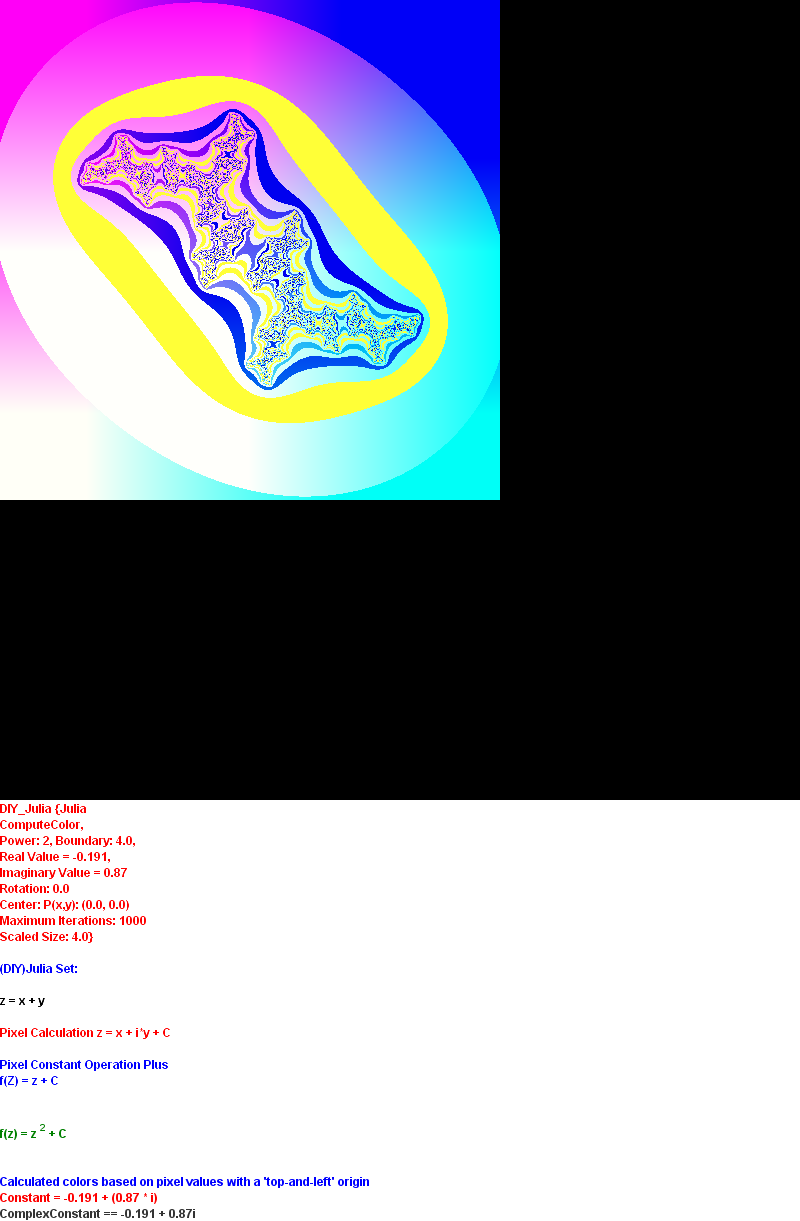 DIY_Julia {Julia
ComputeColor,
Power: 2, Boundary: 4.0,
Real Value = -0.191,
Imaginary Value = 0.87
Rotation: 0.0
Center: P(x,y): (0.0, 0.0)
Maximum Iterations: 1000
Scaled Size: 4.0}
(DIY)Julia Set:
z = x + y
Pixel Calculation z = x + i*y + C
Pixel Constant Operation Plus
f(Z) = z + C
f(z) = z ² + C
Calculated colors based on pixel values with a 'top-and-left' origin
Constant = -0.191 + (0.87 * i)
ComplexConstant == -0.191 + 0.87i